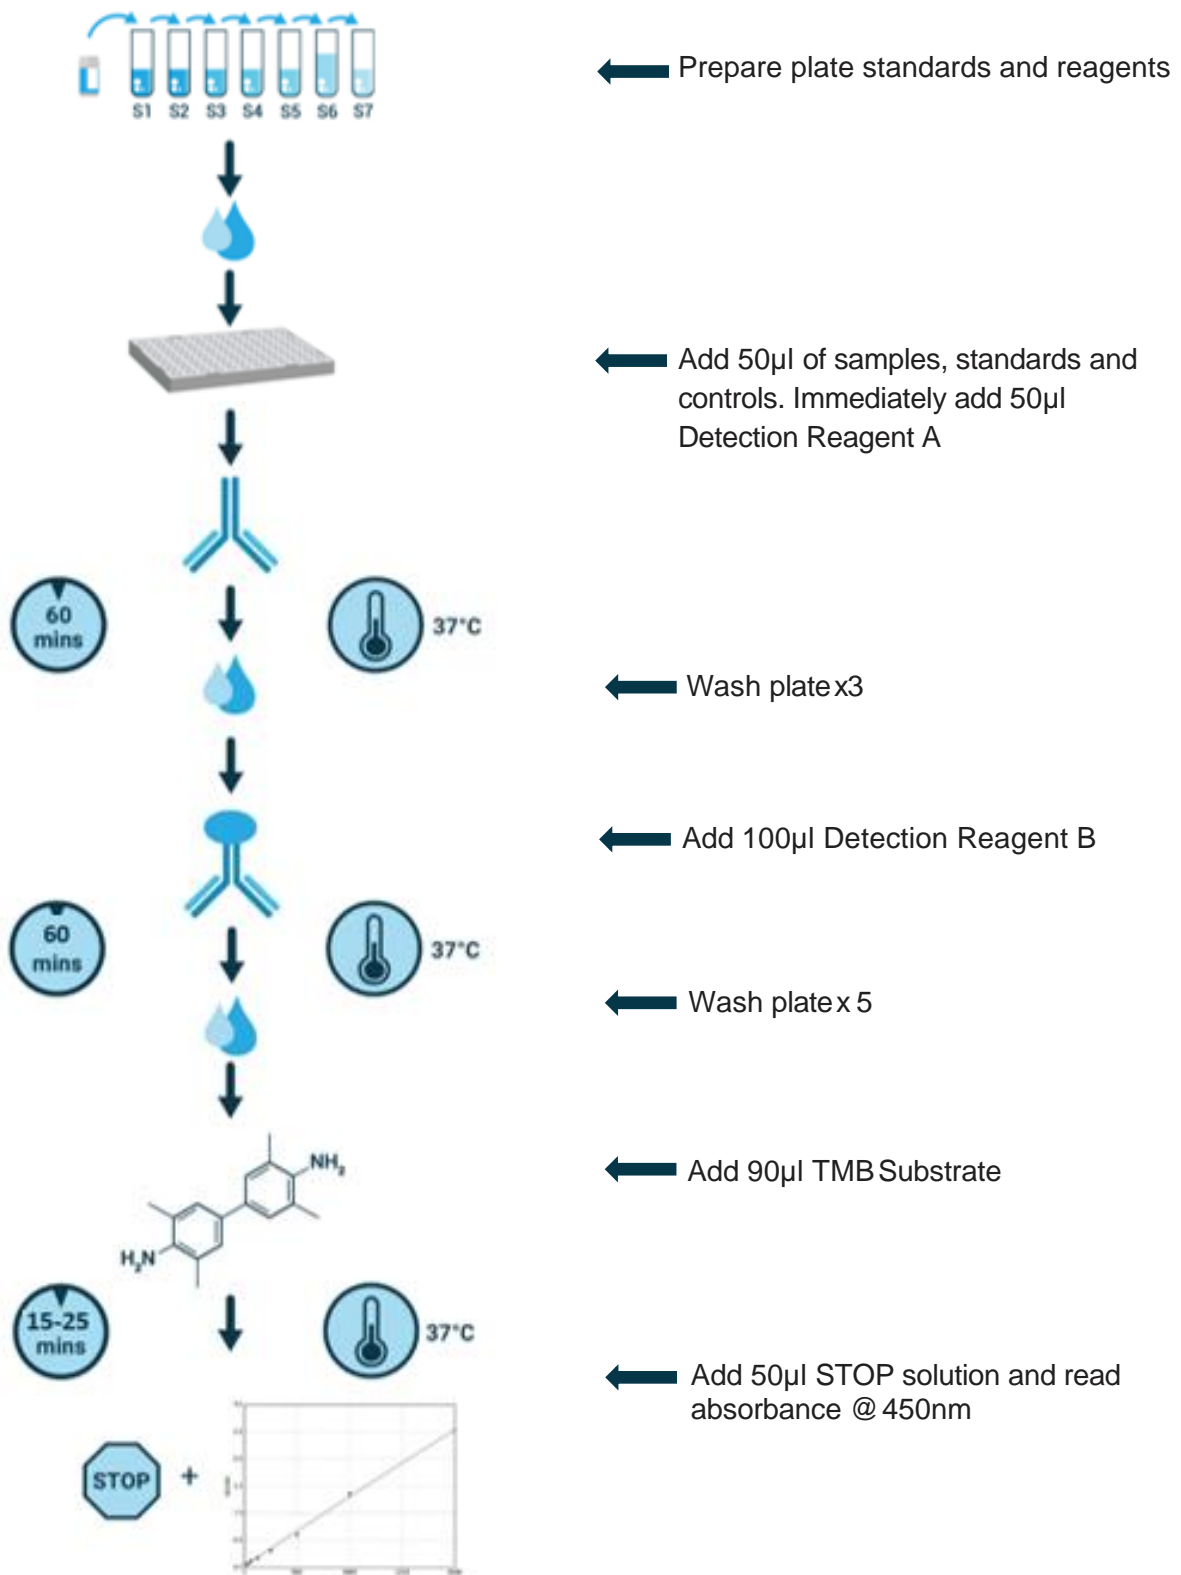 S1 S2 S3 S4 S5 S6 S7
Prepare plate standards and reagents
Add 50µl of samples, standards and
controls. Immediately add 50µl
Detection Reagent A
60
mins
37°C
Wash plate x3
Add 100µl Detection Reagent B
60
mins
37°C
Wash plate x 5
NH₂
H₂N
Add 90µl TMB Substrate
15-25
mins
37°C
Add 50µl STOP solution and read
absorbance @ 450nm
STOP +